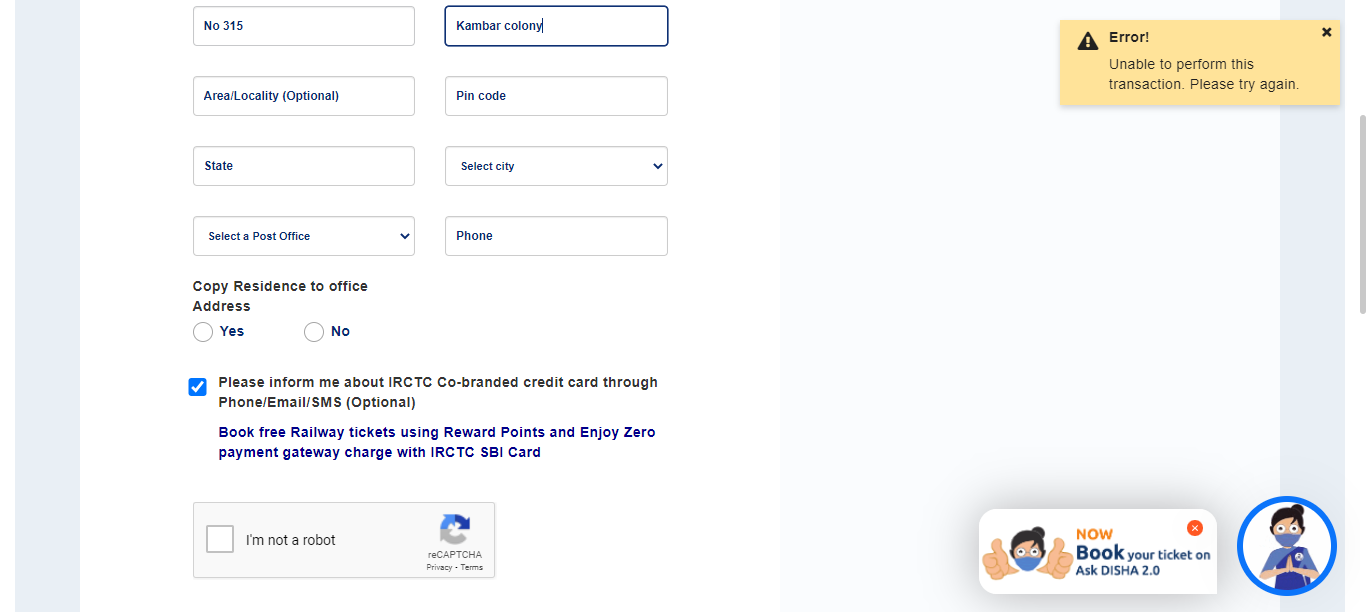 No 315
Kambar colony
Area/Locality (Optional)
Pin code
State
Select city
Select a Post Office
Phone
Copy Residence to office
Address
Yes
No
Please inform me about IRCTC Co-branded credit card through
Phone/Email/SMS (Optional)
Book free Railway tickets using Reward Points and Enjoy Zero
payment gateway charge with IRCTC SBI Card
I'm not a robot
reCAPTCHA
Privacy - Terms
Error!
Unable to perform this
transaction. Please try again.
NOW
Book your ticket on
Ask DISHA 2.0